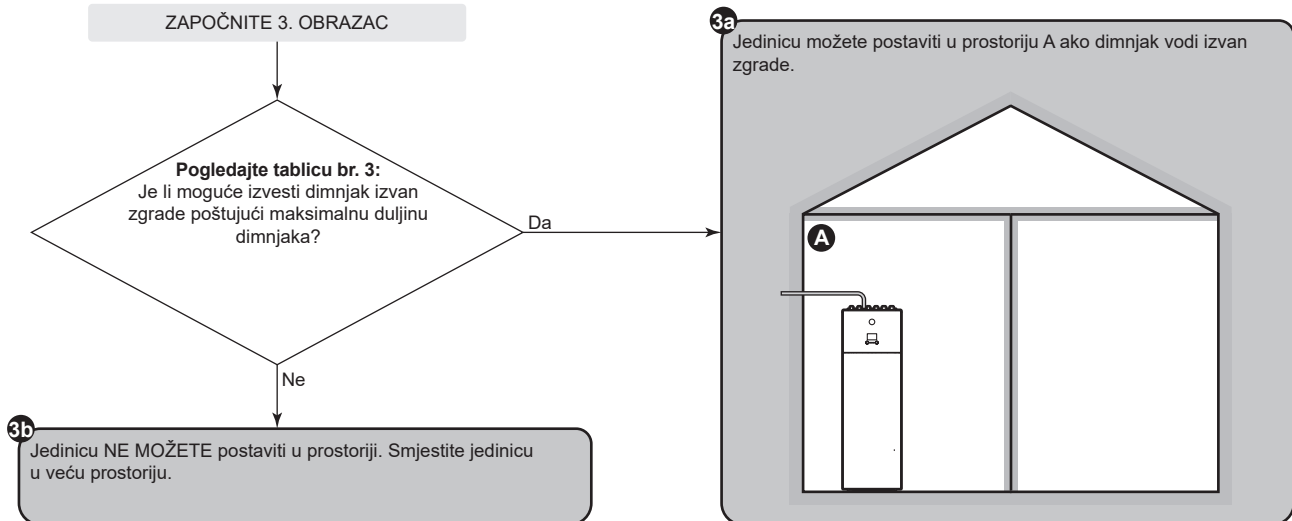 ZAPOČNITE 3. OBRAZAC
Pogledajte tablicu br. 3:
Je li moguće izvesti dimnjak izvan
zgrade poštujući maksimalnu duljinu
dimnjaka?
Da
Ne
3a
Jedinicu možete postaviti u prostoriju A ako dimnjak vodi izvan
zgrade.
A
3b
Jedinicu NE MOŽETE postaviti u prostoriji. Smjestite jedinicu
u veću prostoriju.